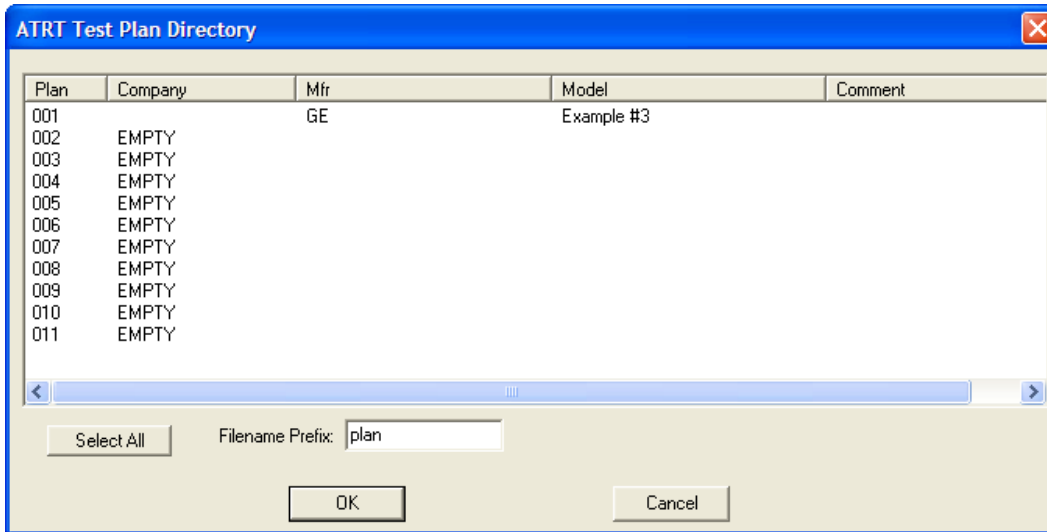 ATRT Test Plan Directory
Plan Company Mfr Model Comment
001 GE Example #3
002 EMPTY
003 EMPTY
004 EMPTY
005 EMPTY
006 EMPTY
007 EMPTY
008 EMPTY
009 EMPTY
010 EMPTY
011 EMPTY
Select All Filename Prefix: plan
OK Cancel